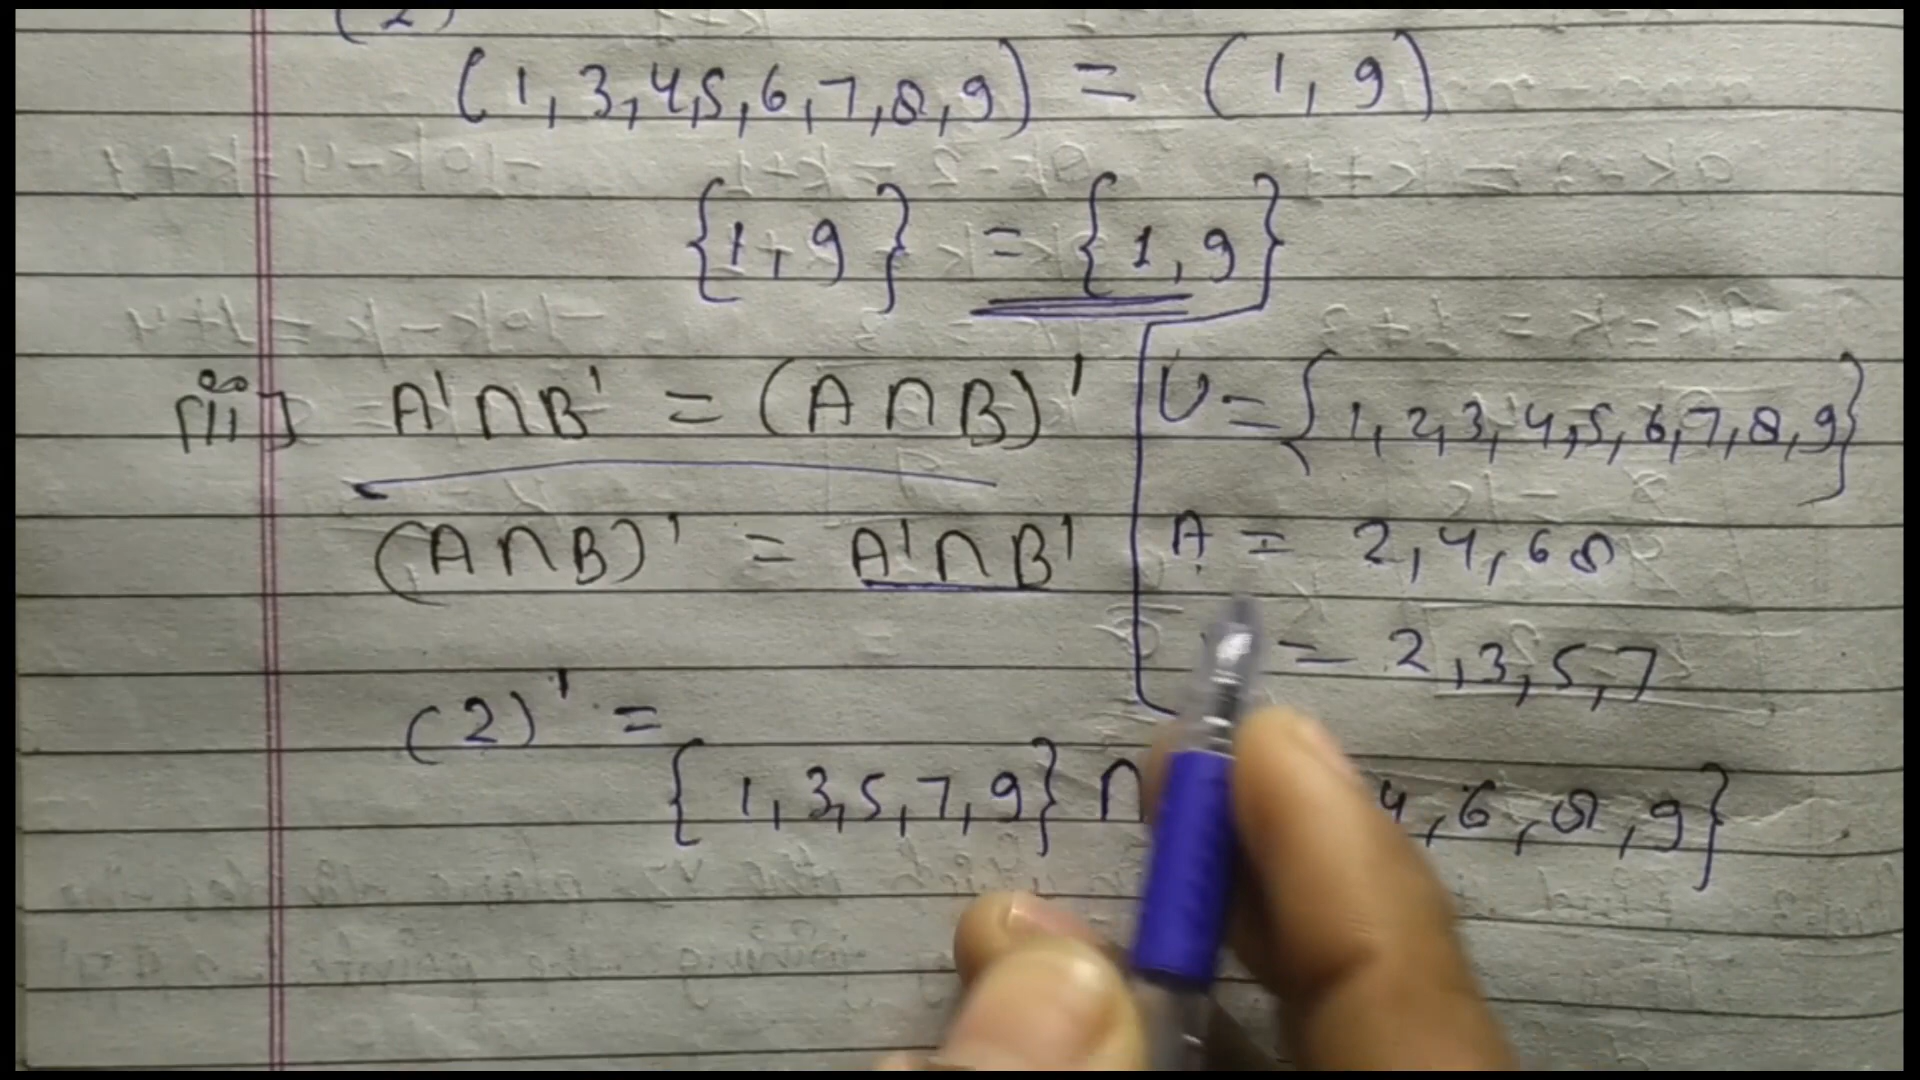 (2)
(1,3,4,5,6,7,8,9) = (1,9)
{1,9} = {1,9}
[iii] A'∩B' = (A∩B)'
U = {1,2,3,4,5,6,7,8,9}
(A∩B)' = A'∩B'
A = 2,4,6 8
= 2,3,5,7
(2)' =
{1,3,5,7,9} ∩ 4,6,8,9}